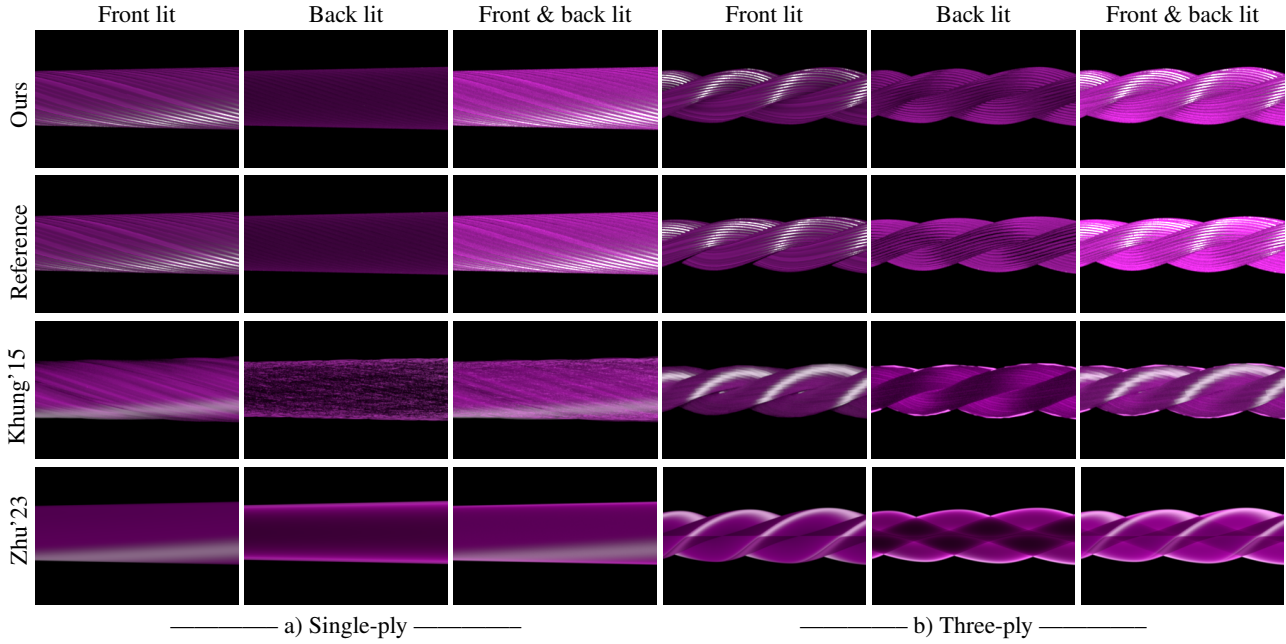 Front lit Back lit Front & back lit Front lit Back lit Front & back lit
Ours
Reference
Khung' 15
Zhu'23
————— a) Single-ply ————— ————— b) Three-ply —————